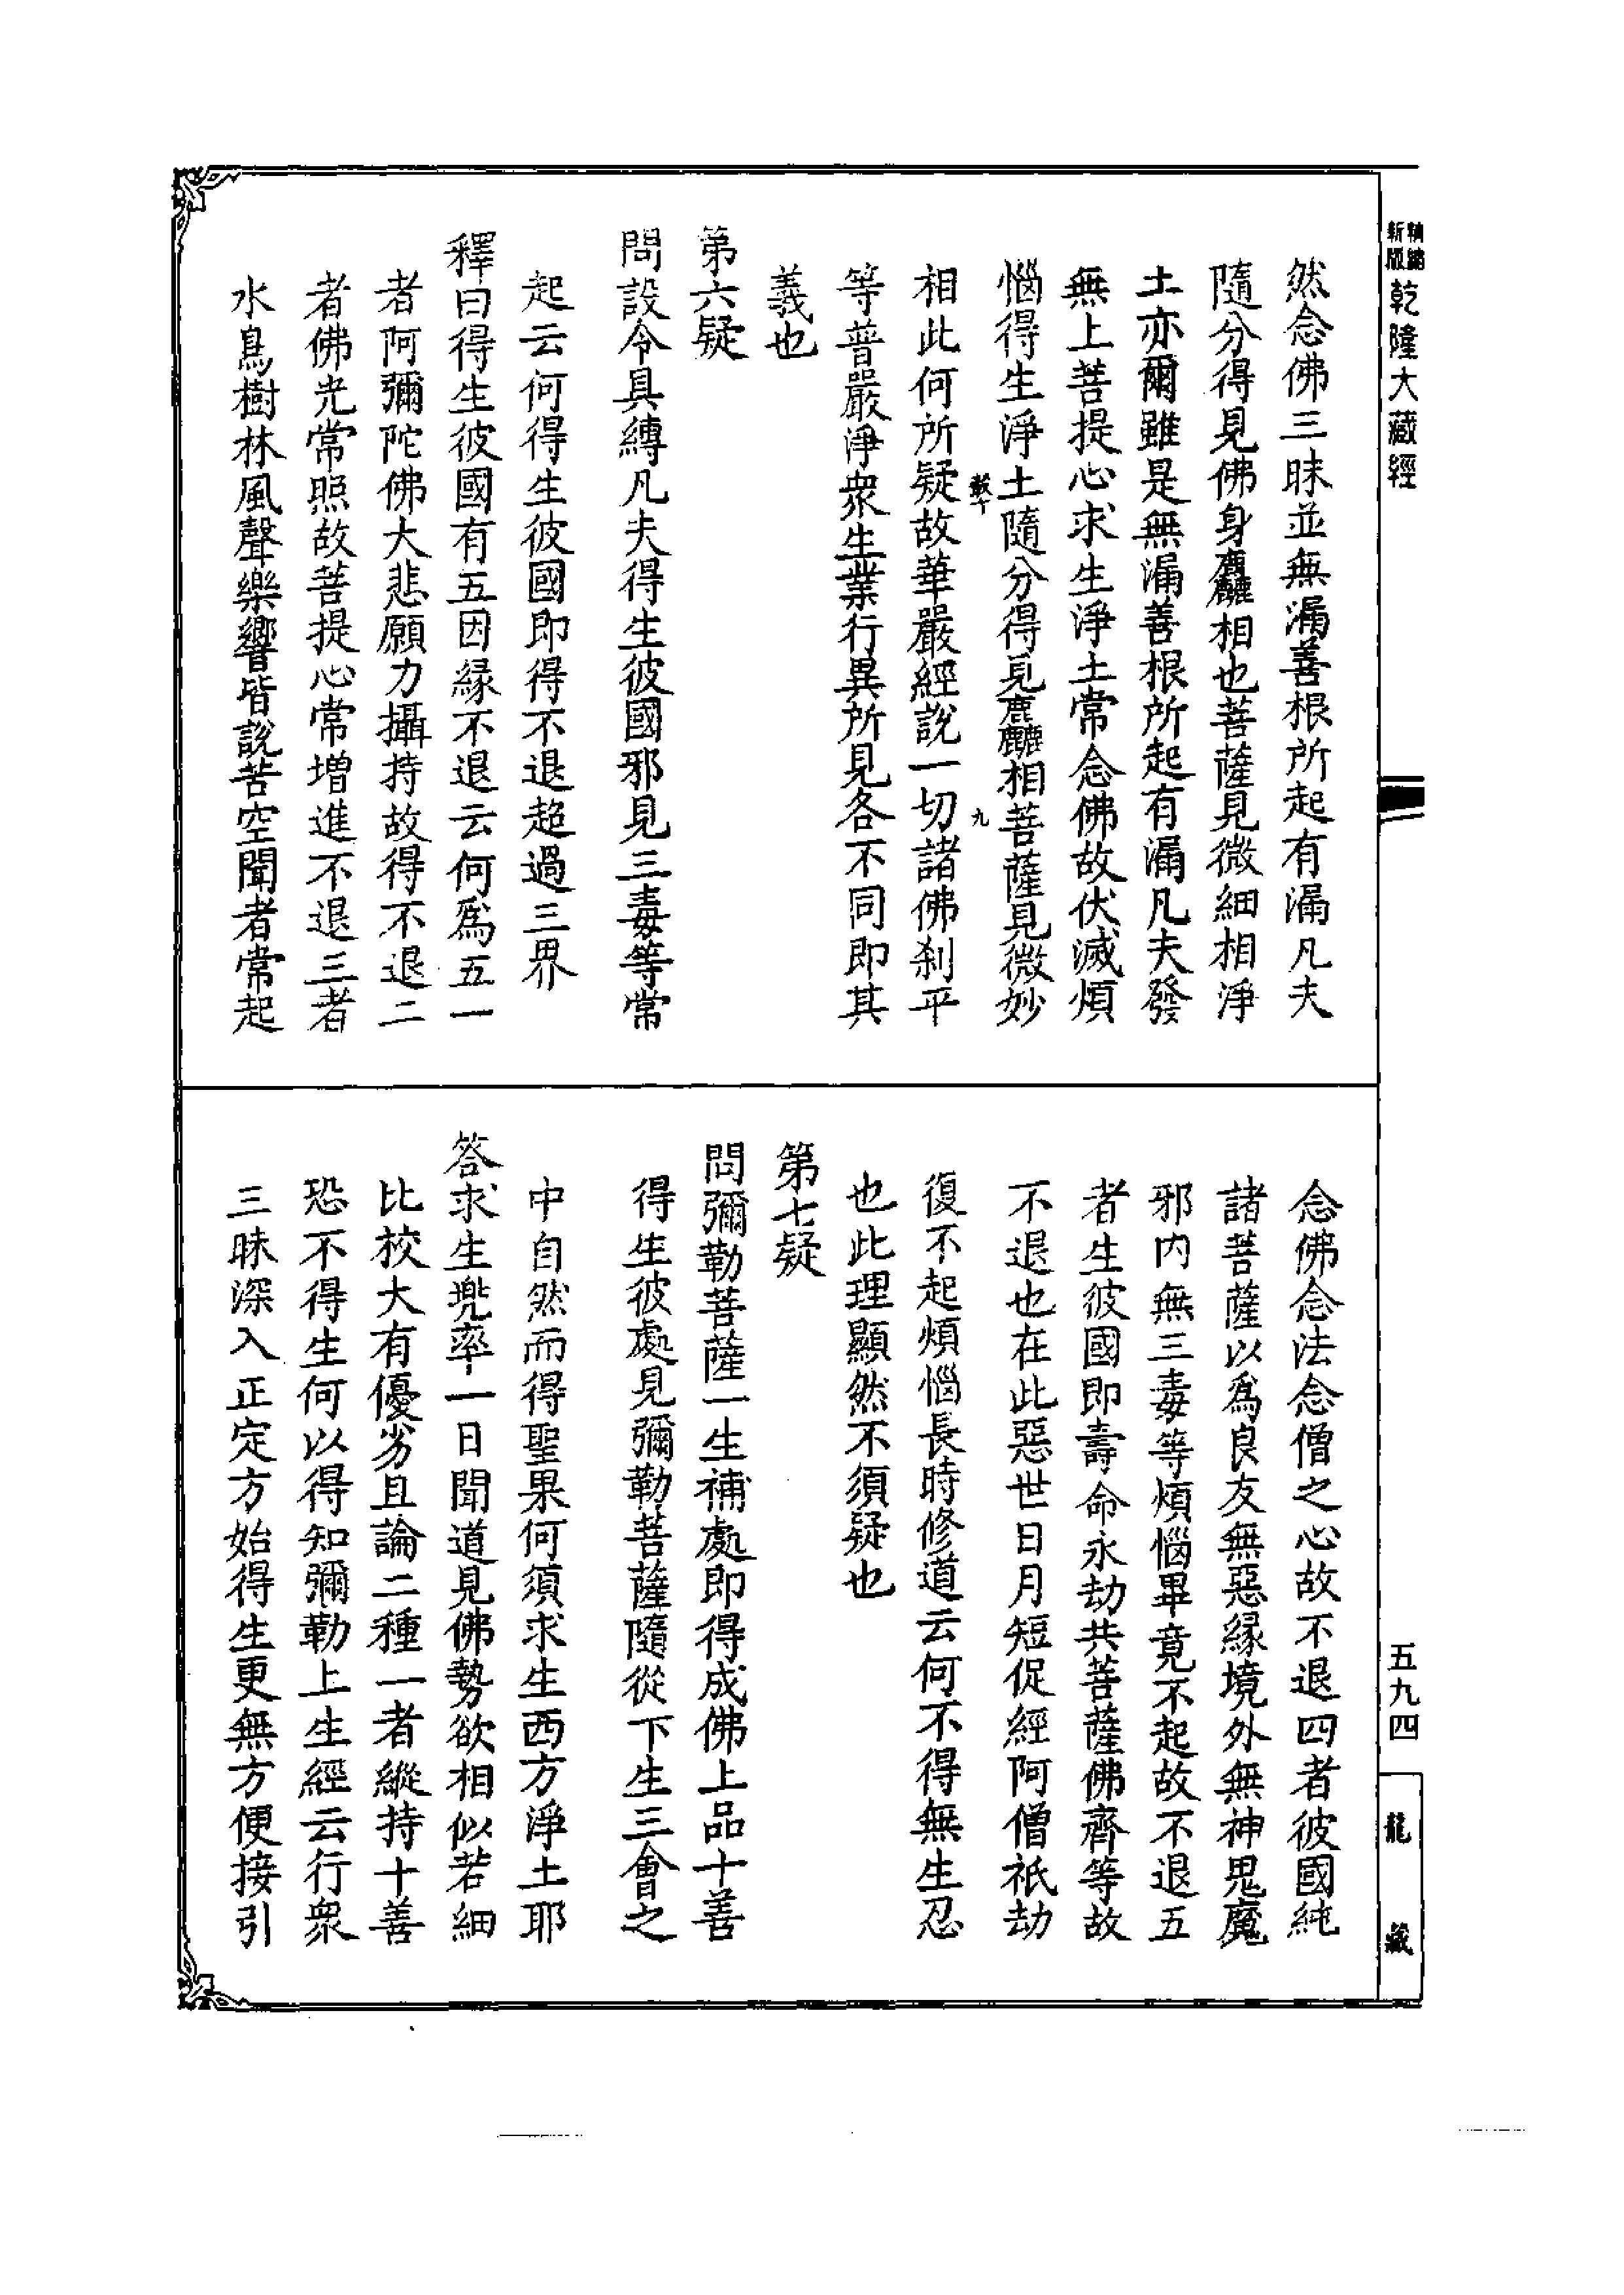 新版精縮
乾隆大藏經
然念佛三昧並無漏善根所起有漏凡夫
隨分得見佛身麤相也菩薩見微細相淨
土亦爾雖是無漏善根所起有漏凡夫發
無上菩提心求生淨土常念佛故伏滅煩
惱得生淨土隨分得見麤相菩薩見微妙
九
相此何所疑故華嚴經說一切諸佛剎平
等普嚴淨眾生業行異所見各不同即其
義也
第六疑
問設令具縛凡夫得生彼國邪見三毒等常
起云何得生彼國即得不退超過三界
釋曰得生彼國有五因緣不退云何為五一
者阿彌陀佛大悲願力攝持故得不退二
者佛光常照故菩提心常增進不退三者
水鳥樹林風聲樂響皆說苦空聞者常起
念佛念法念僧之心故不退四者彼國純
諸菩薩以為良友無惡緣境外無神鬼魔
邪內無三毒等煩惱畢竟不起故不退五
者生彼國即壽命永劫共菩薩佛齊等故
不退也在此惡世日月短促經阿僧祇劫
復不起煩惱長時修道云何不得無生忍
也此理顯然不須疑也
第七疑
問彌勒菩薩一生補處即得成佛上品十善
得生彼處見彌勒菩薩隨從下生三會之
中自然而得聖果何須求生西方淨土耶
答求生兜率一日聞道見佛勢欲相似若細
比校大有優劣且論二種一者縱持十善
恐不得生何以得知彌勒上生經云行眾
三昧深入正定方始得生更無方便接引
五九四
龍藏